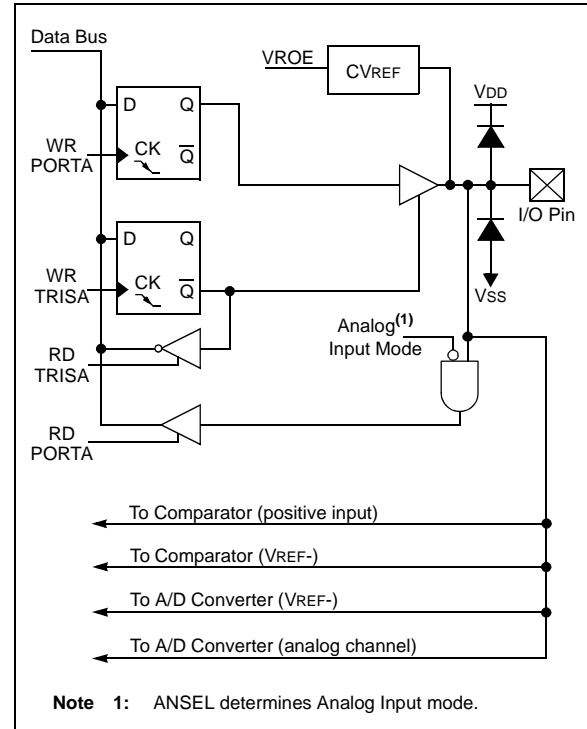 Data Bus
VROE
CVREF
VDD
D Q
WR
PORTA
CK
Q
I/O Pin
D Q
WR
TRISA
CK
Q
VSS
Analog(1)
Input Mode
RD
TRISA
RD
PORTA
To Comparator (positive input)
To Comparator (VREF-)
To A/D Converter (VREF-)
To A/D Converter (analog channel)
Note 1: ANSEL determines Analog Input mode.